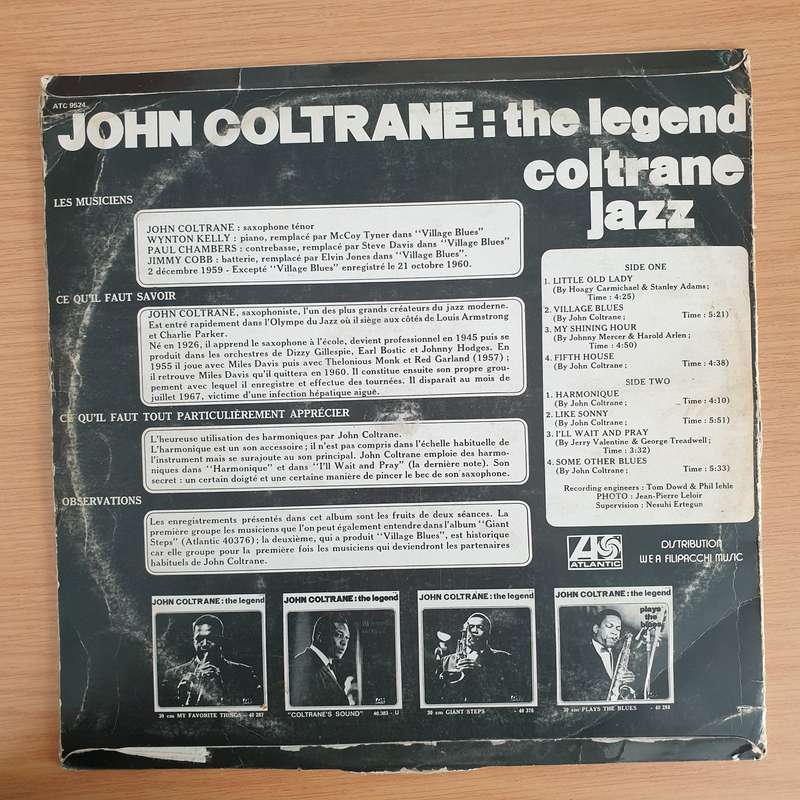 ATC 9524
JOHN COLTRANE : the legend
coltrane
jazz
LES MUSICIENS
JOHN COLTRANE : saxophone ténor
WYNTON KELLY : piano, remplacé par McCoy Tyner dans "Village Blues"
PAUL CHAMBERS : contrebasse, remplacé par Steve Davis dans "Village Blues"
JIMMY COBB : batterie, remplacé par Elvin Jones dans "Village Blues".
2 décembre 1959 - Excepté "Village Blues" enregistré le 21 octobre 1960.
CE QU'IL FAUT SAVOIR
JOHN COLTRANE, saxophoniste, l'un des plus grands créateurs du jazz moderne.
Est entré rapidement dans l'Olympe du Jazz où il siège aux côtés de Louis Armstrong
et Charlie Parker.
Né en 1926, il apprend le saxophone à l'école, devient professionnel en 1945 puis se
produit dans les orchestres de Dizzy Gillespie, Earl Bostic et Johnny Hodges. En
1955 il joue avec Miles Davis puis avec Thelonious Monk et Red Garland (1957) ;
il retrouve Miles Davis qu'il quittera en 1960. Il constitue ensuite son propre grou-
pement avec lequel il enregistre et effectue des tournées. Il disparait au mois de
juillet 1967, victime d'une infection hépatique aiguë.
CE QU'IL FAUT TOUT PARTICULIÈREMENT APPRÉCIER
L'heureuse utilisation des harmoniques par John Coltrane.
L'harmonique est un son accessoire ; il n'est pas compris dans l'échelle habituelle de
l'instrument mais se surajoute au son principal. John Coltrane emploie des harmo-
niques dans "Harmonique" et dans "I'll Wait and Pray" (la dernière note). Son
secret : un certain doigté et une certaine manière de pincer le bec de son saxophone.
OBSERVATIONS
Les enregistrements présentés dans cet album sont les fruits de deux séances. La
première groupe les musiciens que l'on peut également entendre dans l'album "Giant
Steps" (Atlantic 40376) ; la deuxième, qui a produit "Village Blues", est historique
car elle groupe pour la première fois les musiciens qui deviendront les partenaires
habituels de John Coltrane.
SIDE ONE
1. LITTLE OLD LADY
(By Hoagy Carmichael & Stanley Adams ;
Time : 4:25)
2. VILLAGE BLUES
(By John Coltrane ; Time : 5:21)
3. MY SHINING HOUR
(By Johnny Mercer & Harold Arlen ;
Time : 4:50)
4. FIFTH HOUSE
(By John Coltrane ; Time : 4:38)
SIDE TWO
1. HARMONIQUE
(By John Coltrane ; Time : 4:10)
2. LIKE SONNY
(By John Coltrane ; Time : 5:51)
3. I'LL WAIT AND PRAY
(By Jerry Valentine & George Treadwell ;
Time : 3:32)
4. SOME OTHER BLUES
(By John Coltrane ; Time : 5:33)
Recording engineers : Tom Dowd & Phil Iehle
PHOTO : Jean-Pierre Leloir
Supervision : Nesuhi Ertegun
ATLANTIC
DISTRIBUTION
W E A FILIPACCHI MUSIC
JOHN COLTRANE : the legend
30 cm MY FAVORITE THINGS - 40 287
JOHN COLTRANE : the legend
"COLTRANE'S SOUND" 40.383 - U
JOHN COLTRANE : the legend
30 cm GIANT STEPS - 40 376
JOHN COLTRANE : the legend
plays
the
blues
30 cm PLAYS THE BLUES - 40 284